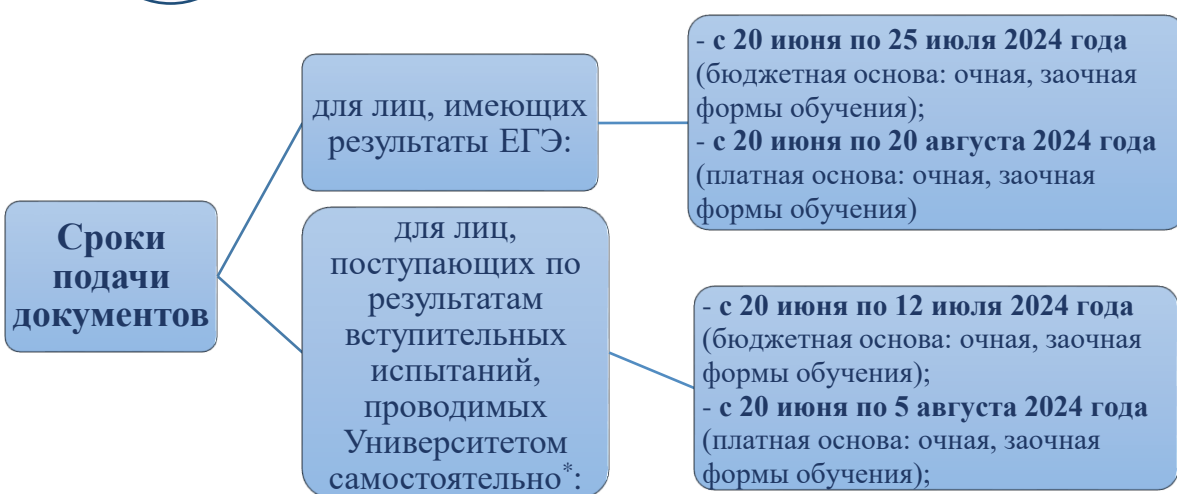 Сроки
подачи
документов
для лиц, имеющих
результаты ЕГЭ:
- с 20 июня по 25 июля 2024 года
(бюджетная основа: очная, заочная
формы обучения);
- с 20 июня по 20 августа 2024 года
(платная основа: очная, заочная
формы обучения)
для лиц,
поступающих по
результатам
вступительных
испытаний,
проводимых
Университетом
самостоятельно*:
- с 20 июня по 12 июля 2024 года
(бюджетная основа: очная, заочная
формы обучения);
- с 20 июня по 5 августа 2024 года
(платная основа: очная, заочная
формы обучения);